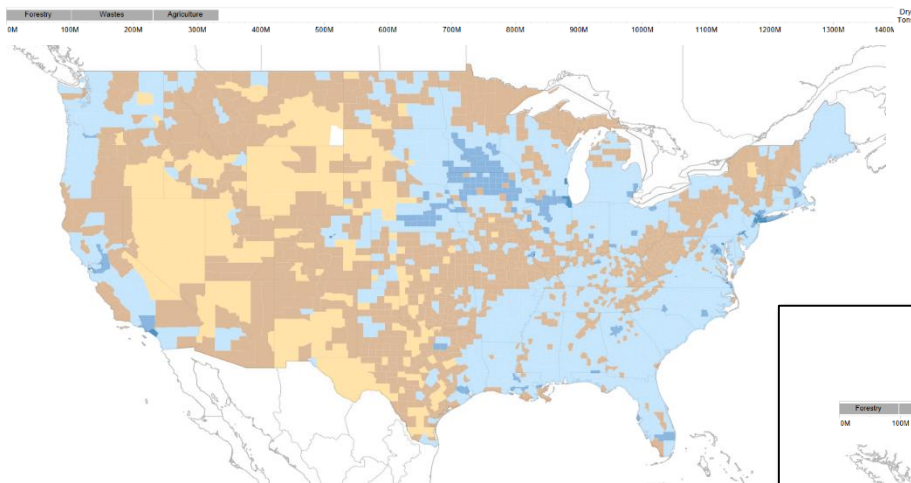 Forestry Wastes Agriculture
0M 100M 200M 300M 400M 500M 600M 700M 800M 900M 1000M 1100M 1200M 1300M 1400M
Dry
Ton
Forestry
0M 100M